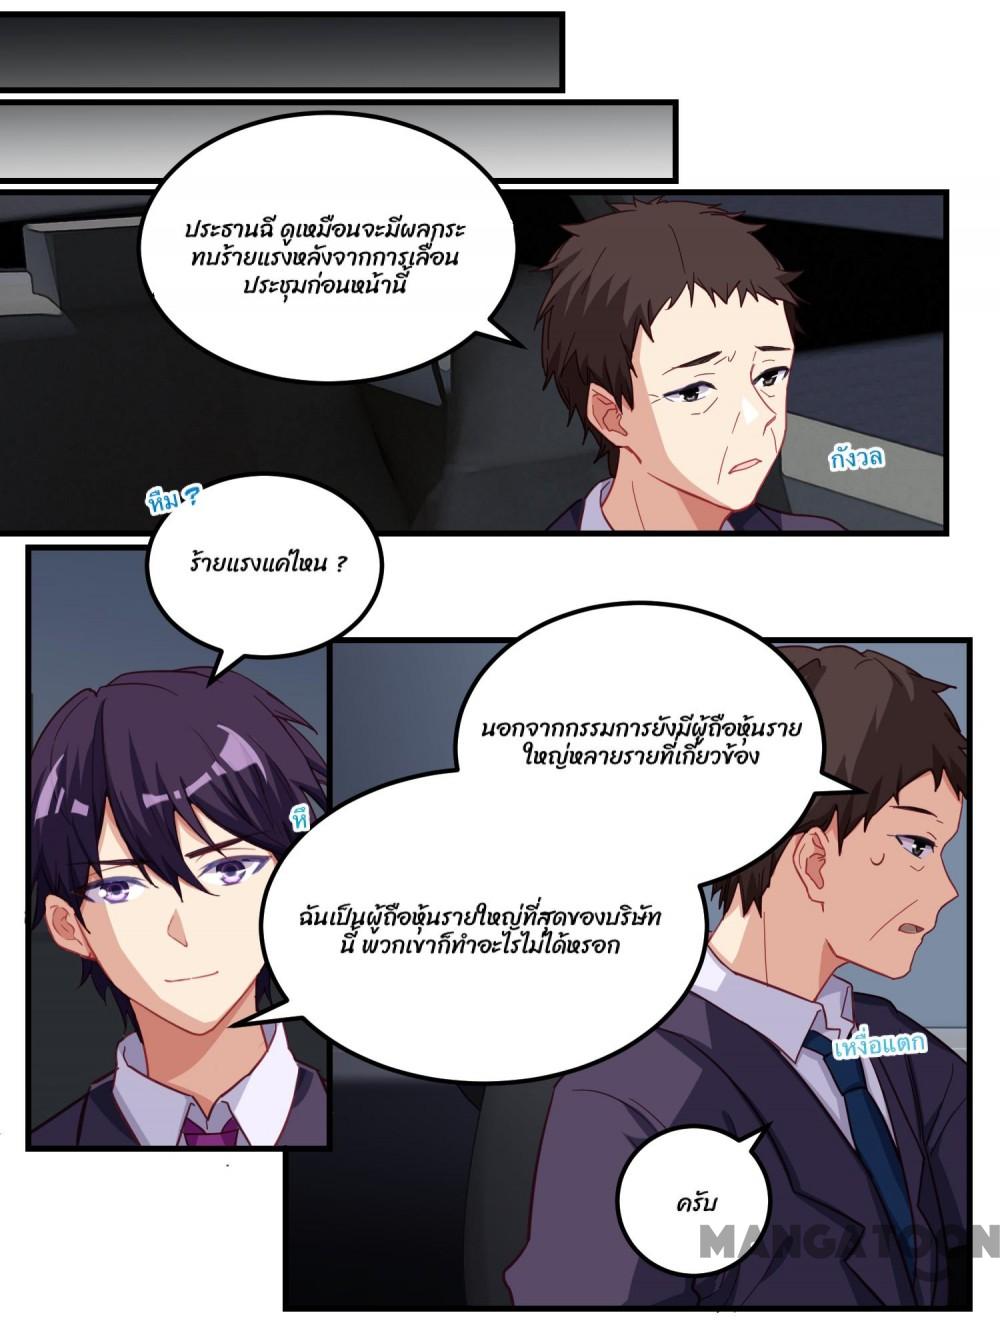 ประธานฉี ดูเหมือนจะมีผลกระ
ทบร้ายแรงหลังจากการเลื่อน
ประชุมก่อนหน้านี้
กังวล
หืม ?
ร้ายแรงแค่ไหน ?
นอกจากกรรมการยังมีผู้ถือหุ้นราย
ใหญ่หลายรายที่เกี่ยวข้อง
หึ
ฉันเป็นผู้ถือหุ้นรายใหญ่ที่สุดของบริษัท
นี้ พวกเขาก็ทำอะไรไม่ได้หรอก
เหงื่อแตก
ครับ
MANGATOON